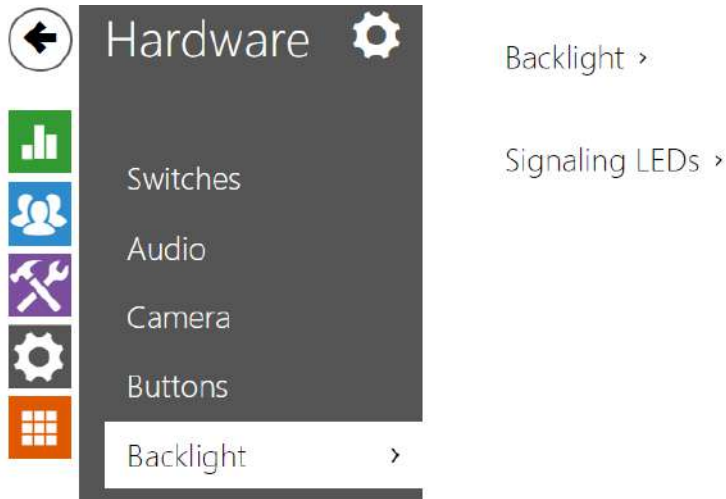 Hardware
Switches
Audio
Camera
Buttons
Backlight ›
Backlight ›
Signaling LEDs ›